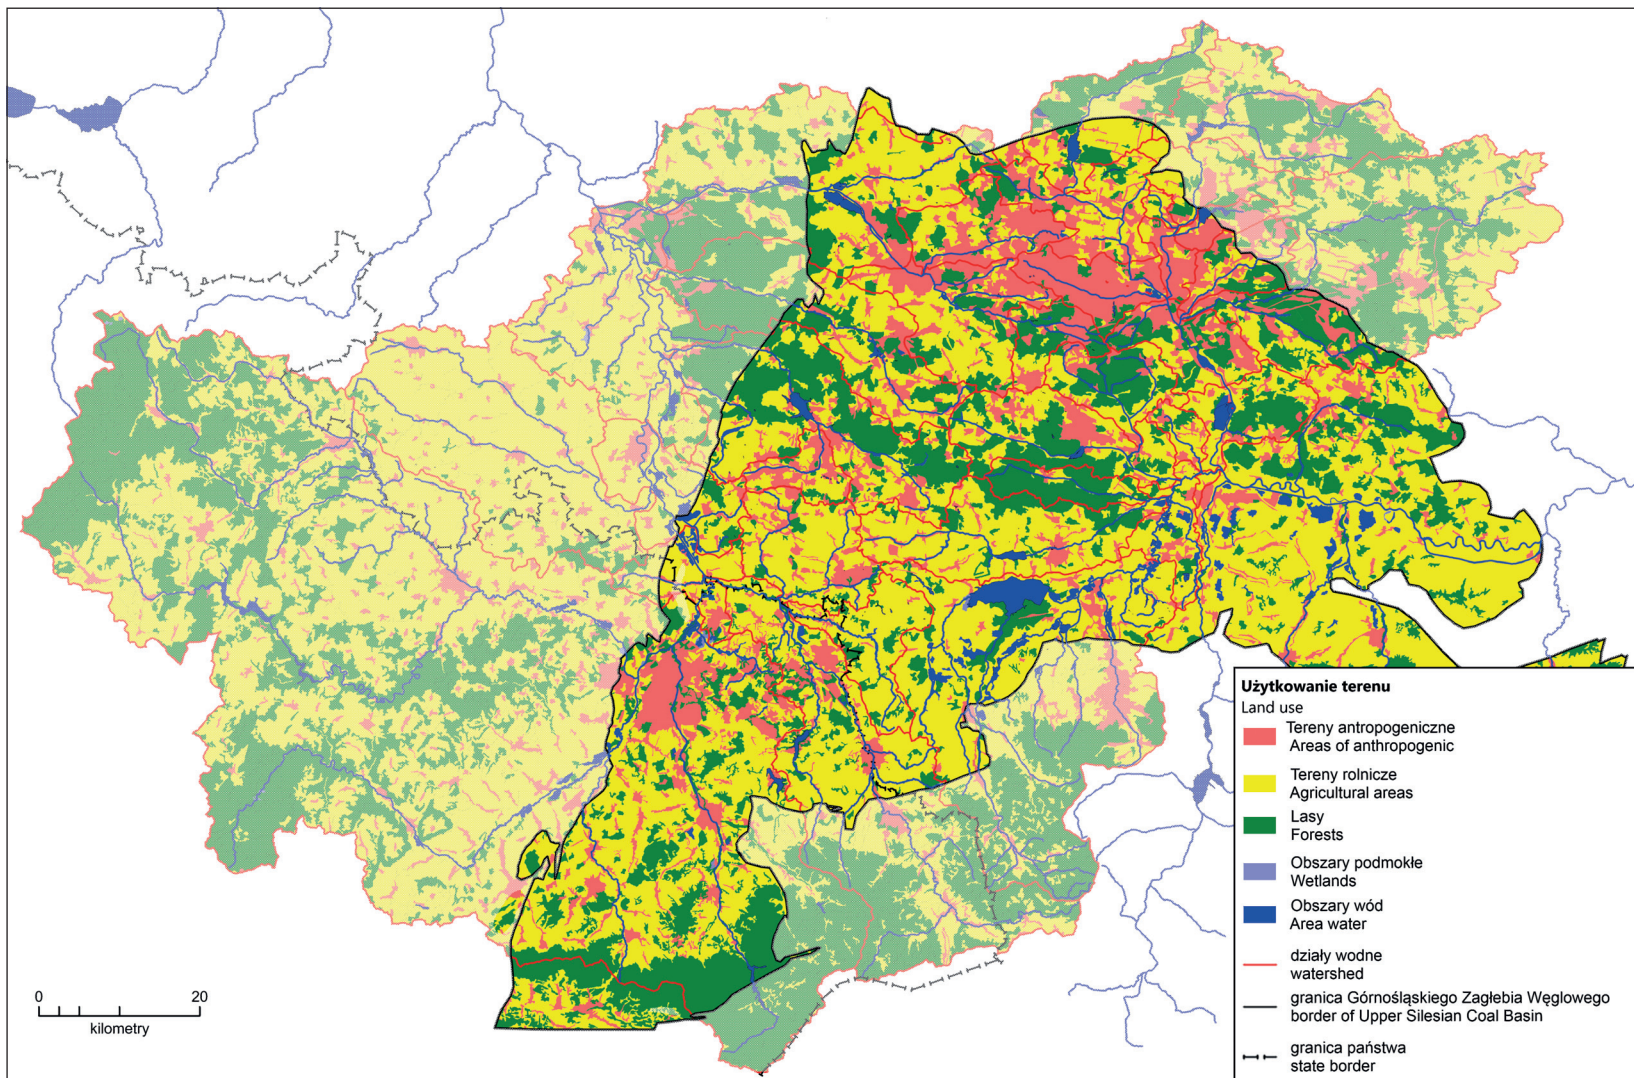 Użytkowanie terenu
Land use
Tereny antropogeniczne
Areas of anthropogenic
Tereny rolnicze
Agricultural areas
Lasy
Forests
Obszary podmokłe
Wetlands
Obszary wód
Area water
działy wodne
watershed
granica Górnośląskiego Zagłebia Węglowego
border of Upper Silesian Coal Basin
granica państwa
state border
0 20
kilometry